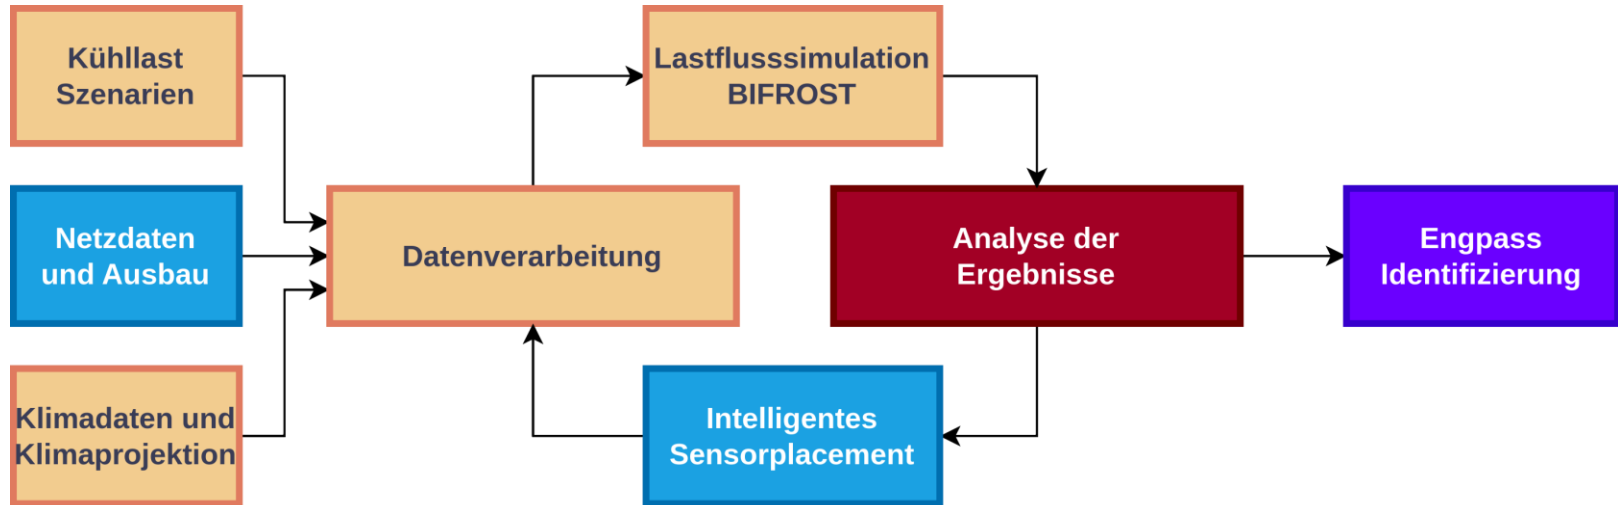 Kühllast
Szenarien
Lastflusssimulation
BIFROST
Netzdaten
und Ausbau
Datenverarbeitung
Analyse der
Ergebnisse
Engpass
Identifizierung
Klimadaten und
Klimaprojektion
Intelligentes
Sensorplacement